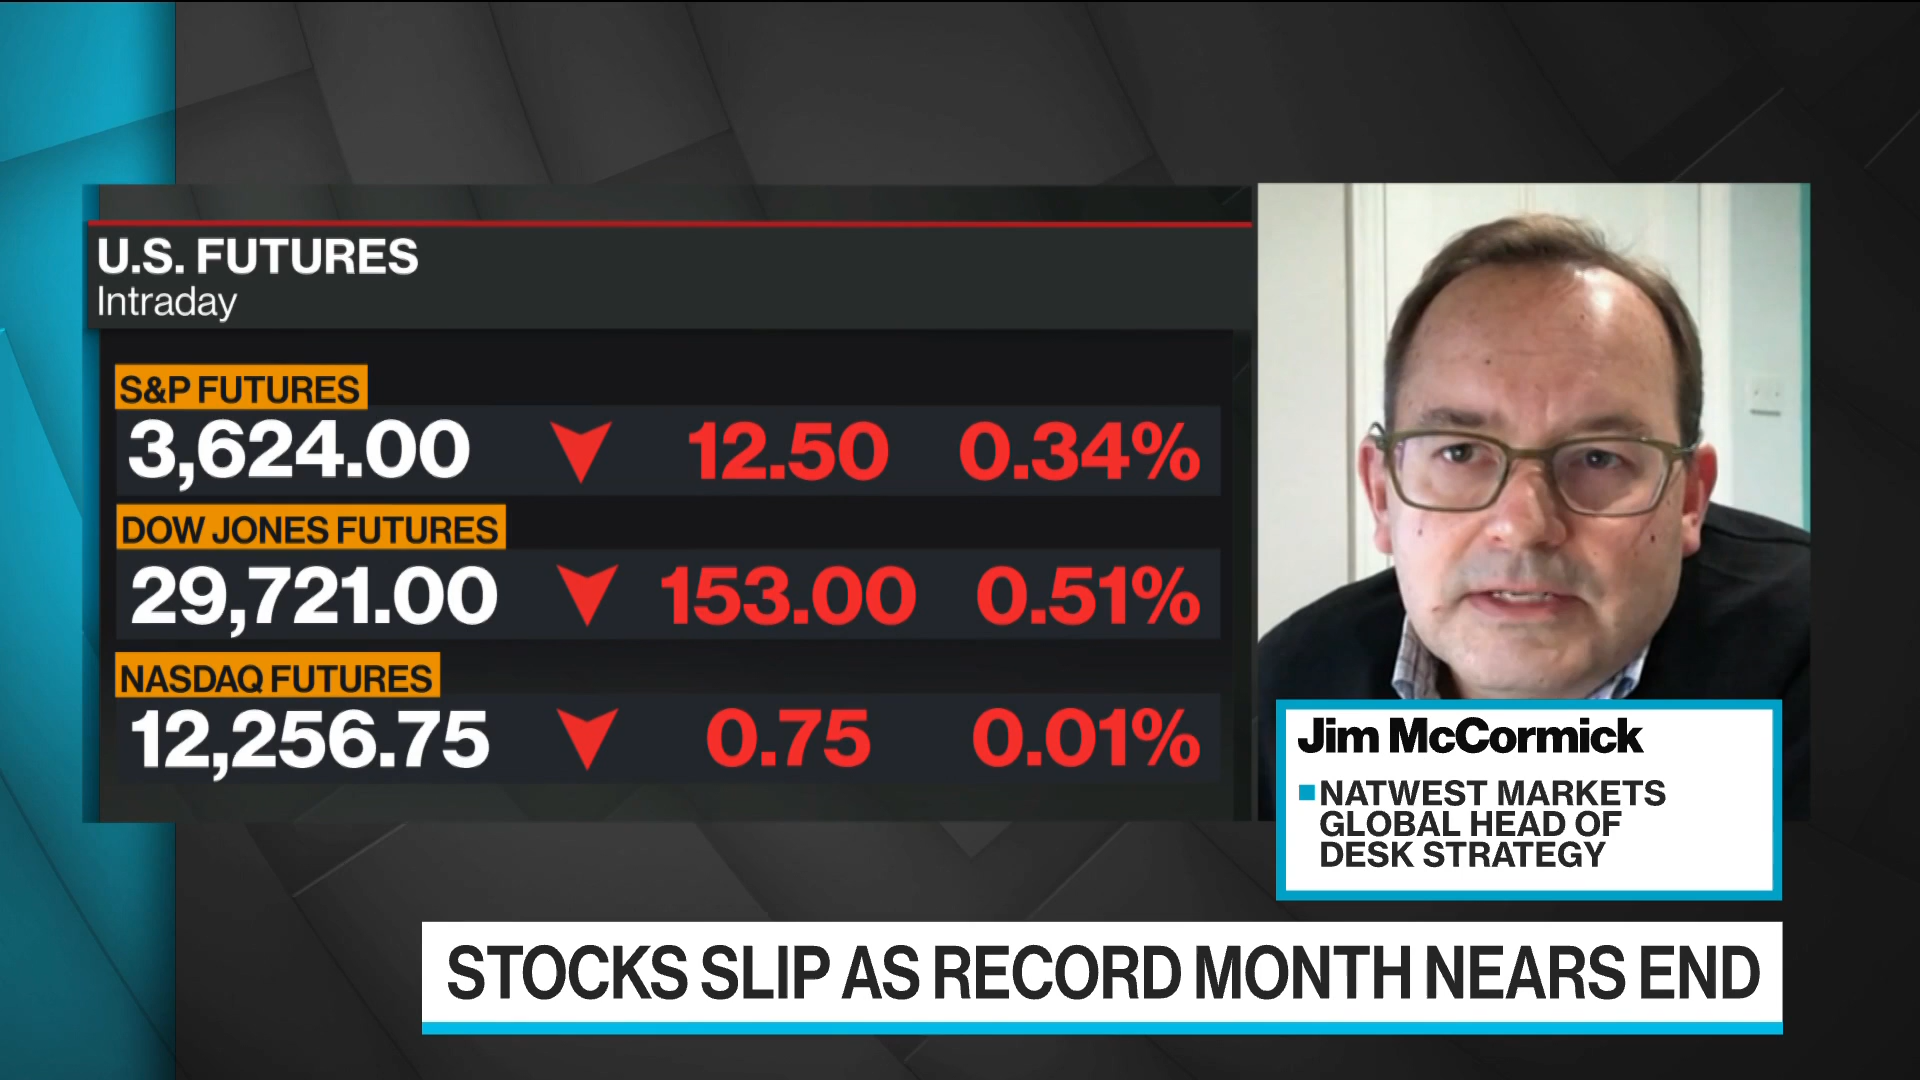 U.S. FUTURES
Intraday
S&P FUTURES
3,624.00 12.50 0.34%
DOW JONES FUTURES
29,721.00 153.00 0.51%
NASDAQ FUTURES
12,256.75 0.75 0.01%
Jim McCormick
NATWEST MARKETS
GLOBAL HEAD OF
DESK STRATEGY
STOCKS SLIP AS RECORD MONTH NEARS END